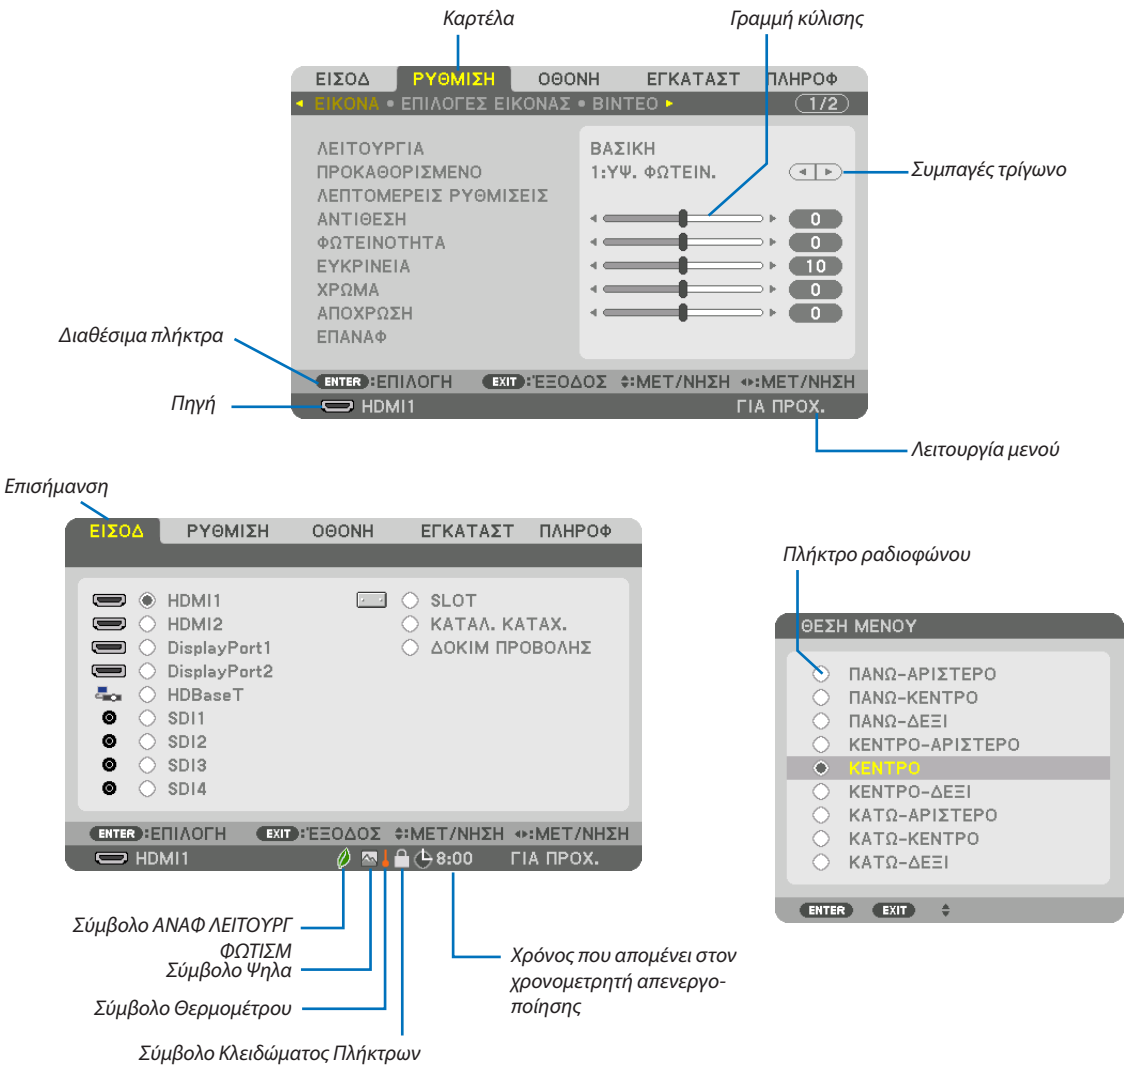 Καρτέλα
Γραμμή κύλισης
ΕΙΣΟΔ ΡΥΘΜΙΣΗ ΟΘΟΝΗ ΕΓΚΑΤΑΣΤ ΠΛΗΡΟΦ
◀ ΕΙΚΟΝΑ • ΕΠΙΛΟΓΕΣ ΕΙΚΟΝΑΣ • ΒΙΝΤΕΟ ▶ 1/2
ΛΕΙΤΟΥΡΓΙΑ ΒΑΣΙΚΗ
ΠΡΟΚΑΘΟΡΙΣΜΕΝΟ 1:ΥΨ. ΦΩΤΕΙΝ.
Συμπαγές τρίγωνο
ΛΕΠΤΟΜΕΡΕΙΣ ΡΥΘΜΙΣΕΙΣ
ΑΝΤΙΘΕΣΗ 0
ΦΩΤΕΙΝΟΤΗΤΑ 0
ΕΥΚΡΙΝΕΙΑ 10
ΧΡΩΜΑ 0
ΑΠΟΧΡΩΣΗ 0
ΕΠΑΝΑΦ
Διαθέσιμα πλήκτρα
ENTER :ΕΠΙΛΟΓΗ EXIT :ΈΞΟΔΟΣ :ΜΕΤ/ΝΗΣΗ :ΜΕΤ/ΝΗΣΗ
Πηγή
HDMI1 ΓΙΑ ΠΡΟΧ.
Λειτουργία μενού
Επισήμανση
ΕΙΣΟΔ ΡΥΘΜΙΣΗ ΟΘΟΝΗ ΕΓΚΑΤΑΣΤ ΠΛΗΡΟΦ
HDMI1 SLOT
HDMI2 ΚΑΤΑΛ. ΚΑΤΑΧ.
DisplayPort1 ΔΟΚΙΜ ΠΡΟΒΟΛΗΣ
DisplayPort2
HDBaseT
SDI1
SDI2
SDI3
SDI4
ENTER :ΕΠΙΛΟΓΗ EXIT :ΈΞΟΔΟΣ :ΜΕΤ/ΝΗΣΗ :ΜΕΤ/ΝΗΣΗ
HDMI1 8:00 ΓΙΑ ΠΡΟΧ.
Πλήκτρο ραδιοφώνου
ΘΕΣΗ ΜΕΝΟΥ
ΠΑΝΩ-ΑΡΙΣΤΕΡΟ
ΠΑΝΩ-ΚΕΝΤΡΟ
ΠΑΝΩ-ΔΕΞΙ
ΚΕΝΤΡΟ-ΑΡΙΣΤΕΡΟ
ΚΕΝΤΡΟ
ΚΕΝΤΡΟ-ΔΕΞΙ
ΚΑΤΩ-ΑΡΙΣΤΕΡΟ
ΚΑΤΩ-ΚΕΝΤΡΟ
ΚΑΤΩ-ΔΕΞΙ
ENTER EXIT
Σύμβολο ΑΝΑΦ ΛΕΙΤΟΥΡΓ
ΦΩΤΙΣΜ
Σύμβολο Ψηλα
Σύμβολο Θερμομέτρου
Σύμβολο Κλειδώματος Πλήκτρων
Χρόνος που απομένει στον
χρονομετρητή απενεργο-
ποίησης